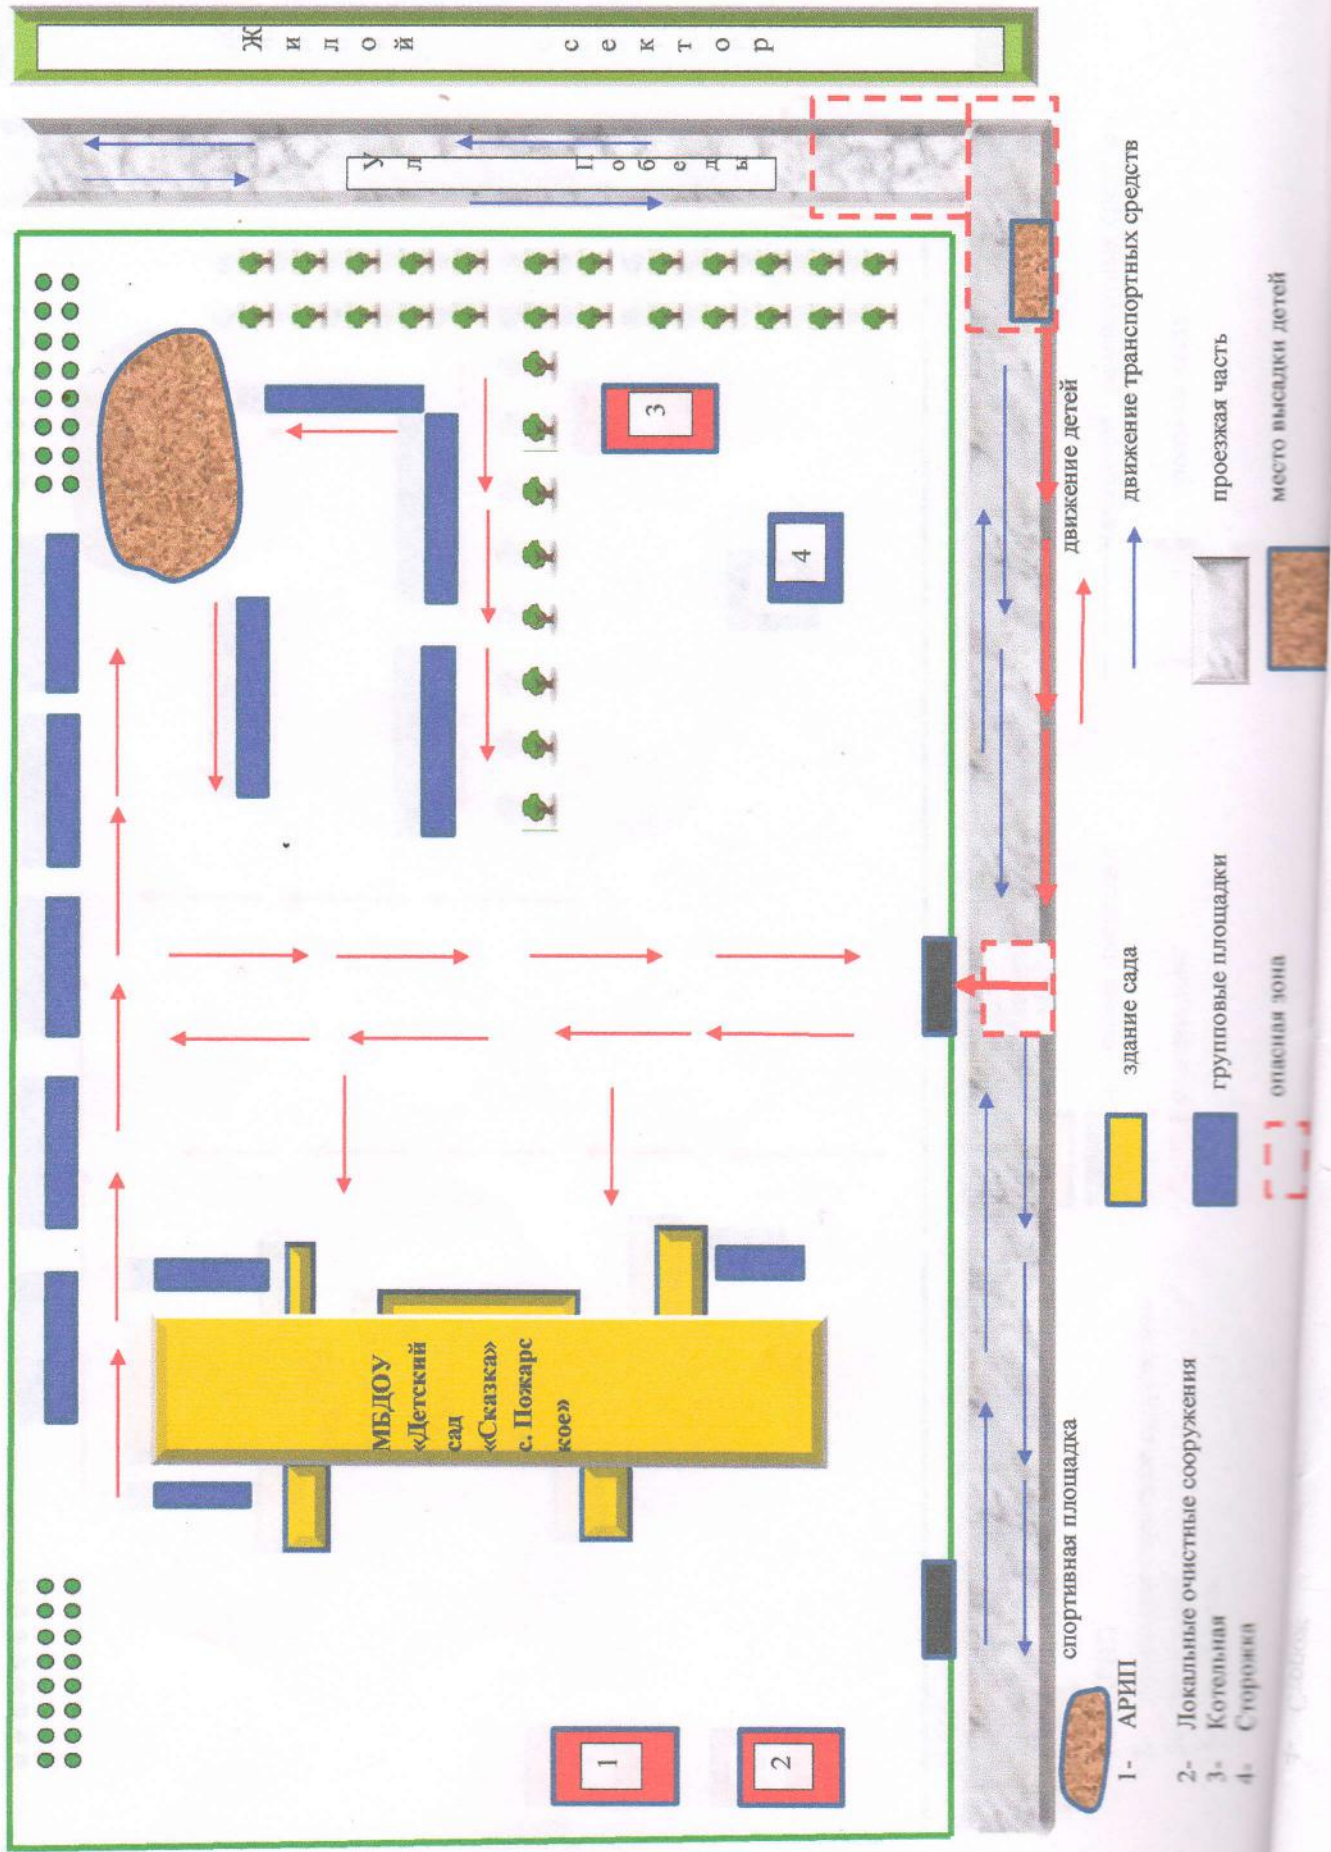 Жилой сектор
Ул Победы
3
4
МБДОУ
«Детский
сад
«Сказка»
с. Пожарс
кое»
1
2
спортивная площадка
1- АРИП
2- Локальные очистные сооружения
3- Котельная
4- Сторожка
здание сада
групповые площадки
опасная зона
движение детей
движение транспортных средств
проезжая часть
место высадки детей